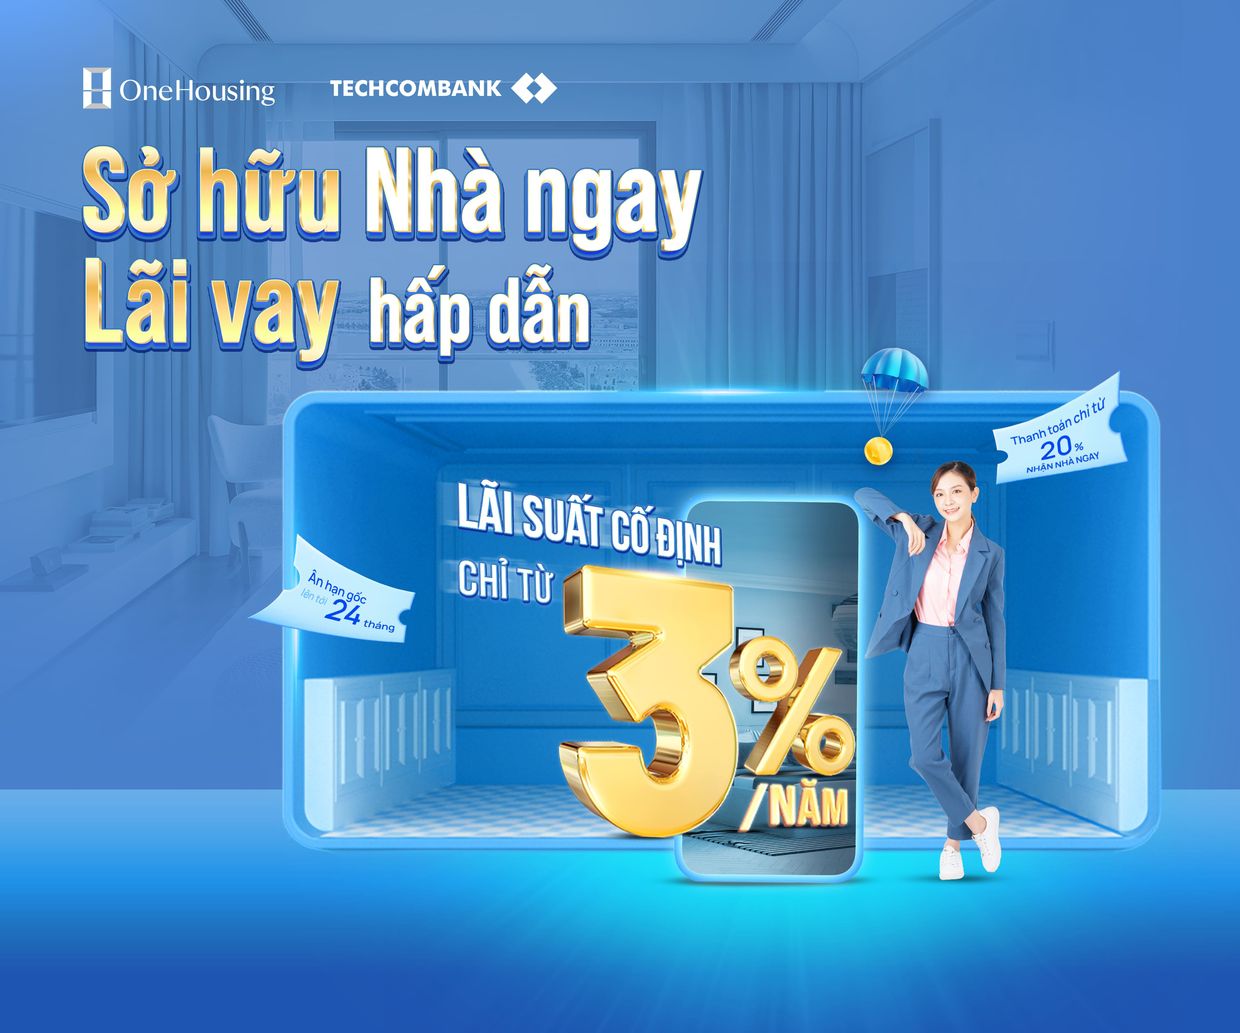 OneHousing
TECHCOMBANK
Sở hữu Nhà ngay
Lãi vay hấp dẫn
Thanh toán chỉ từ
20%
NHẬN NHÀ NGAY
LÃI SUẤT CỐ ĐỊNH
CHỈ TỪ
3%
/NĂM
Ân hạn gốc
lên tới 24 tháng